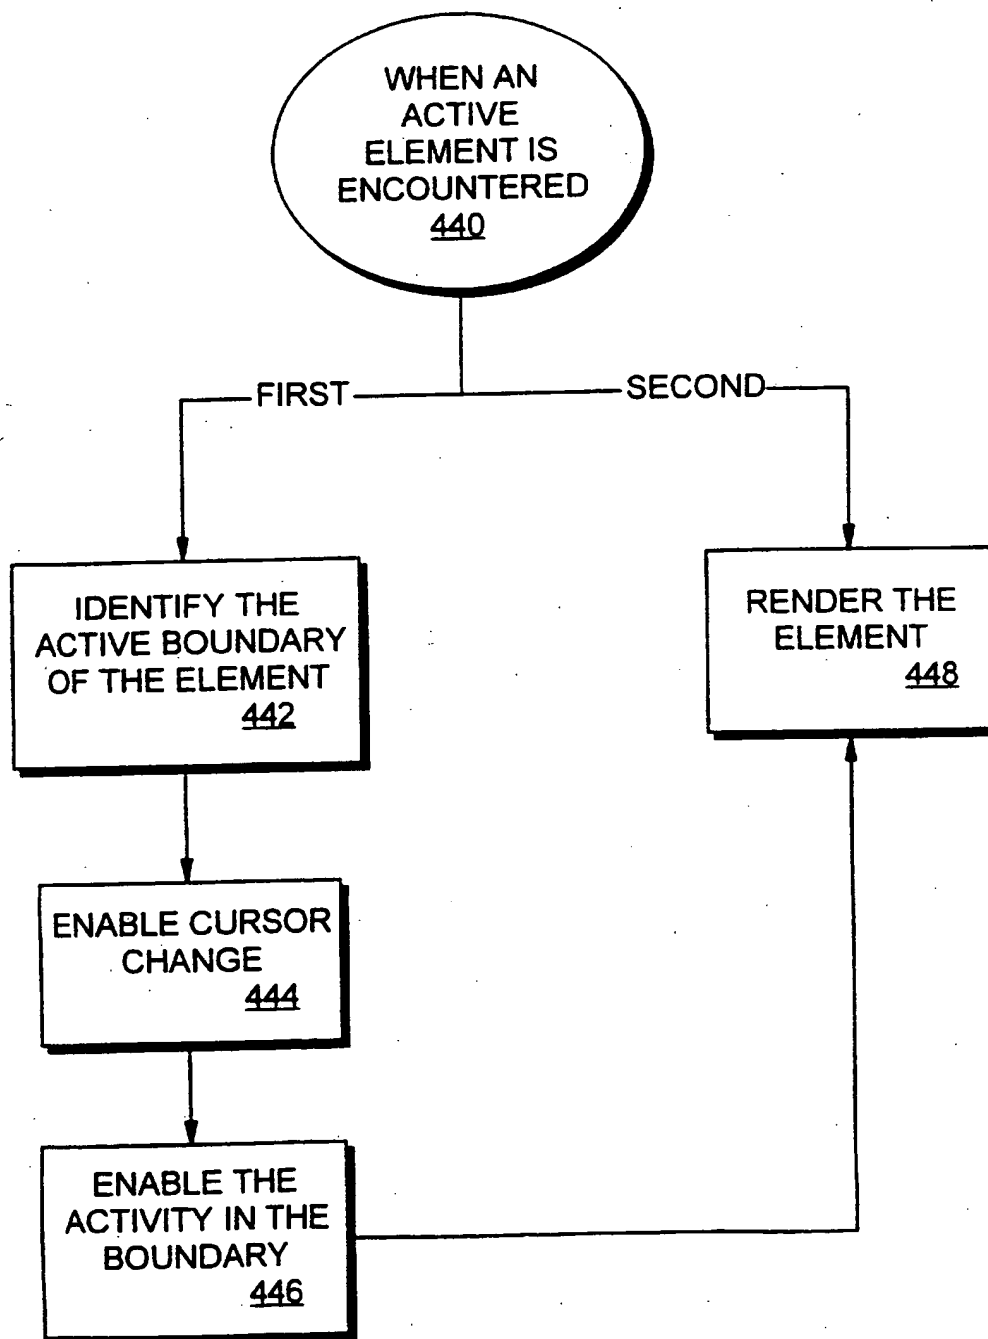 WHEN AN
ACTIVE
ELEMENT IS
ENCOUNTERED
440
FIRST
SECOND
IDENTIFY THE
ACTIVE BOUNDARY
OF THE ELEMENT
442
RENDER THE
ELEMENT
448
ENABLE CURSOR
CHANGE
444
ENABLE THE
ACTIVITY IN THE
BOUNDARY
446